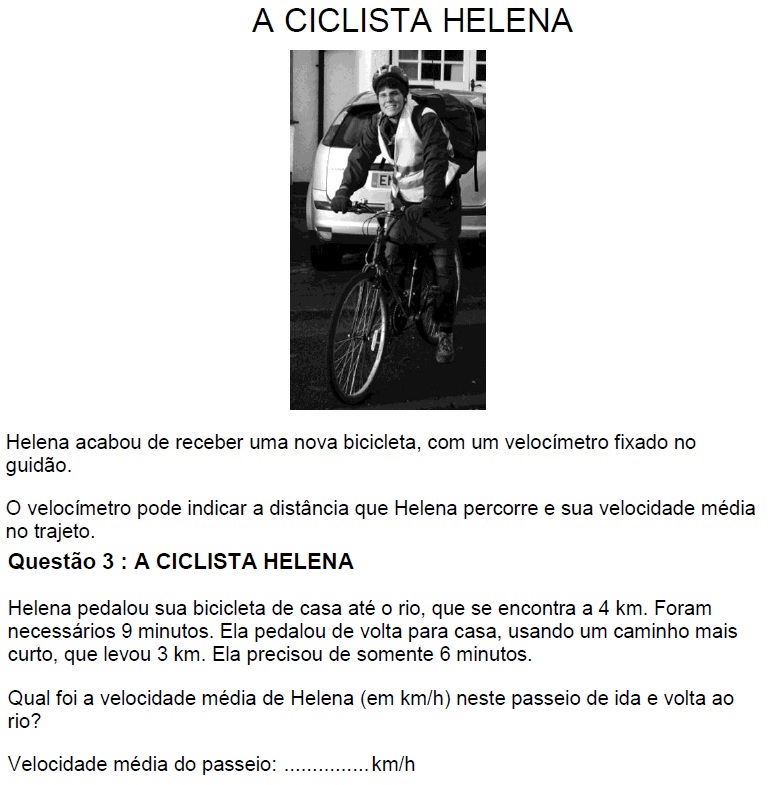 A CICLISTA HELENA
EN
Helena acabou de receber uma nova bicicleta, com um velocímetro fixado no
guidão.
O velocímetro pode indicar a distância que Helena percorre e sua velocidade média
no trajeto.
Questão 3 : A CICLISTA HELENA
Helena pedalou sua bicicleta de casa até o rio, que se encontra a 4 km. Foram
necessários 9 minutos. Ela pedalou de volta para casa, usando um caminho mais
curto, que levou 3 km. Ela precisou de somente 6 minutos.
Qual foi a velocidade média de Helena (em km/h) neste passeio de ida e volta ao
rio?
Velocidade média do passeio: ...............km/h